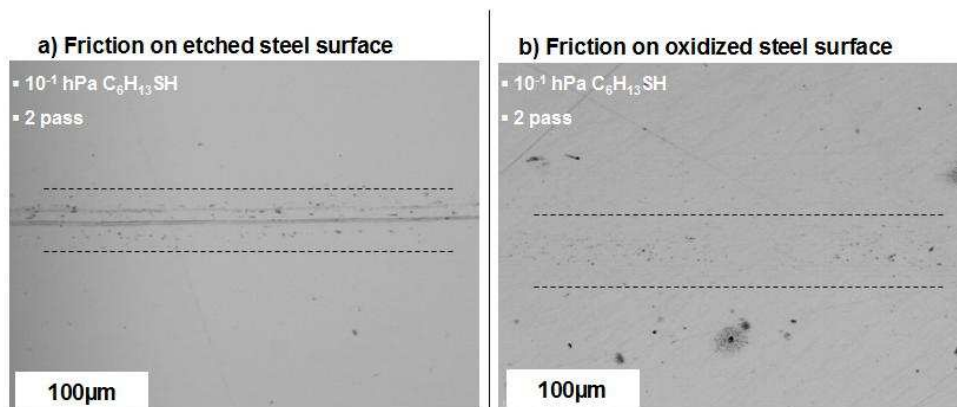 a) Friction on etched steel surface
▪ 10⁻¹ hPa C₆H₁₃SH
▪ 2 pass
100µm
b) Friction on oxidized steel surface
▪ 10⁻¹ hPa C₆H₁₃SH
▪ 2 pass
100µm